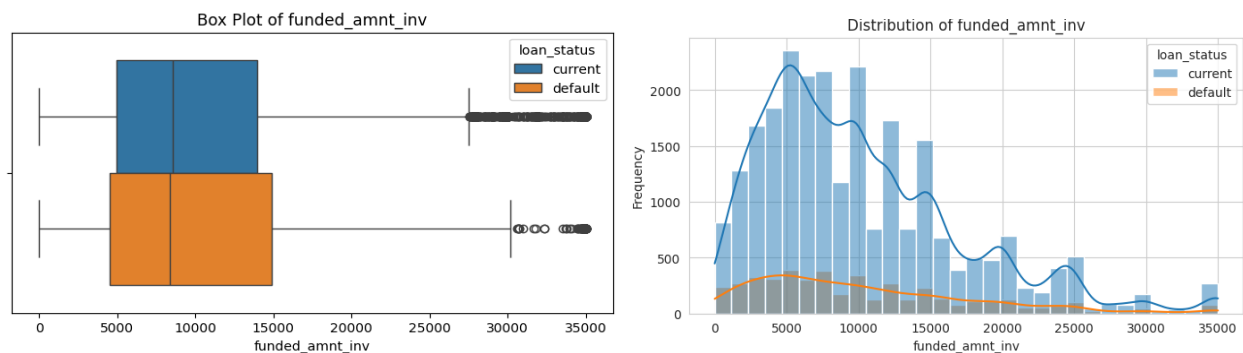 Box Plot of funded_amnt_inv
loan_status
current
default
0 5000 10000 15000 20000 25000 30000 35000
funded_amnt_inv
Distribution of funded_amnt_inv
loan_status
current
default
Frequency
2000
1500
1000
500
0
0 5000 10000 15000 20000 25000 30000 35000
funded_amnt_inv